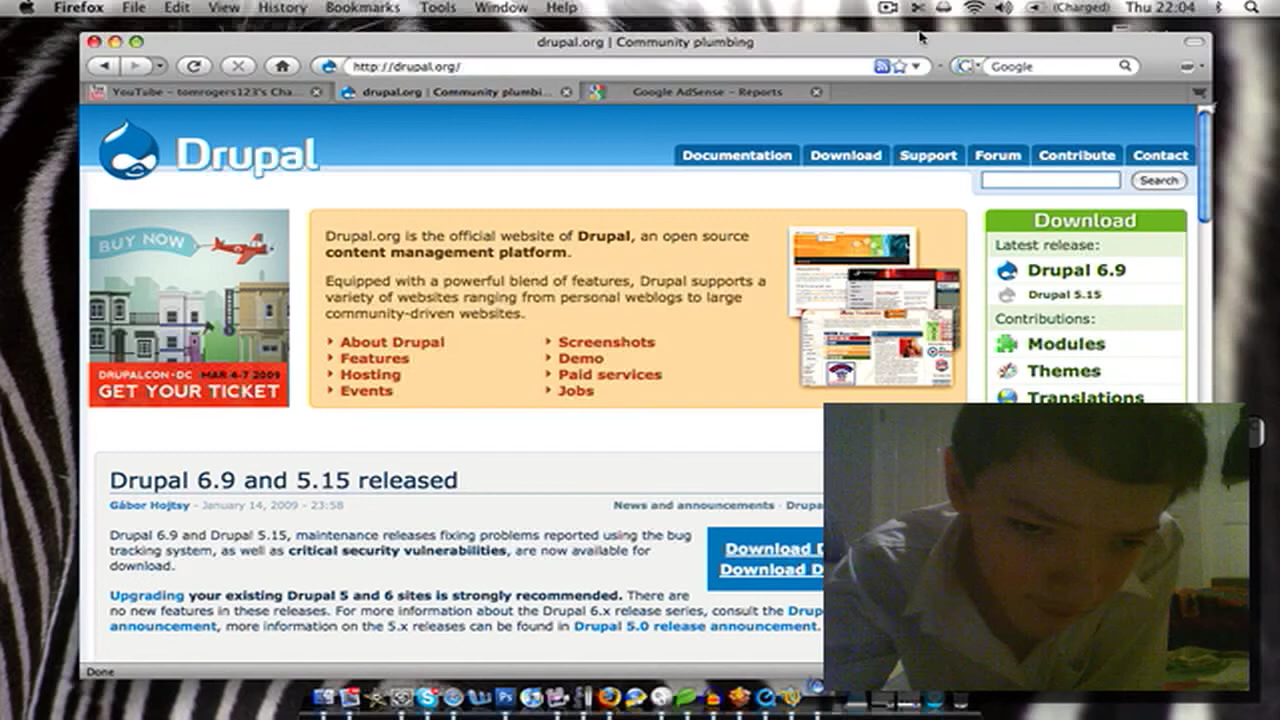 Firefox File Edit View History Bookmarks Tools Window Help (Charged) Thu 22:04
drupal.org | Community plumbing
http://drupal.org/ Google
YouTube - tomrogers123's Cha... drupal.org | Community plumbi... Google AdSense - Reports
Drupal
Documentation Download Support Forum Contribute Contact
Search
BUY NOW
DRUPALCON·DC MAR 4-7 2009
GET YOUR TICKET
Drupal.org is the official website of Drupal, an open source
content management platform.
Equipped with a powerful blend of features, Drupal supports a
variety of websites ranging from personal weblogs to large
community-driven websites.
About Drupal
Features
Hosting
Events
Screenshots
Demo
Paid services
Jobs
Download
Latest release:
Drupal 6.9
Drupal 5.15
Contributions:
Modules
Themes
Translations
Drupal 6.9 and 5.15 released
Gábor Hojtsy - January 14, 2009 - 23:58 News and announcements · Drupa
Drupal 6.9 and Drupal 5.15, maintenance releases fixing problems reported using the bug
tracking system, as well as critical security vulnerabilities, are now available for
download.
Download D
Download D
Upgrading your existing Drupal 5 and 6 sites is strongly recommended. There are
no new features in these releases. For more information about the Drupal 6.x release series, consult the Drup
announcement, more information on the 5.x releases can be found in Drupal 5.0 release announcement.
Done